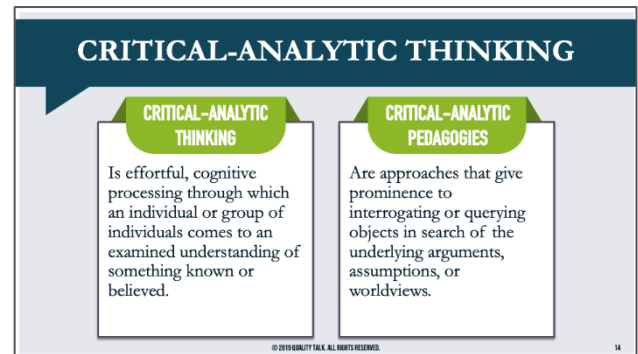 CRITICAL-ANALYTIC THINKING
CRITICAL-ANALYTIC
THINKING
Is effortful, cognitive
processing through which
an individual or group of
individuals comes to an
examined understanding of
something known or
believed.
CRITICAL-ANALYTIC
PEDAGOGIES
Are approaches that give
prominence to
interrogating or querying
objects in search of the
underlying arguments,
assumptions, or
worldviews.
© 2019 QUALITY TALK. ALL RIGHTS RESERVED.
14